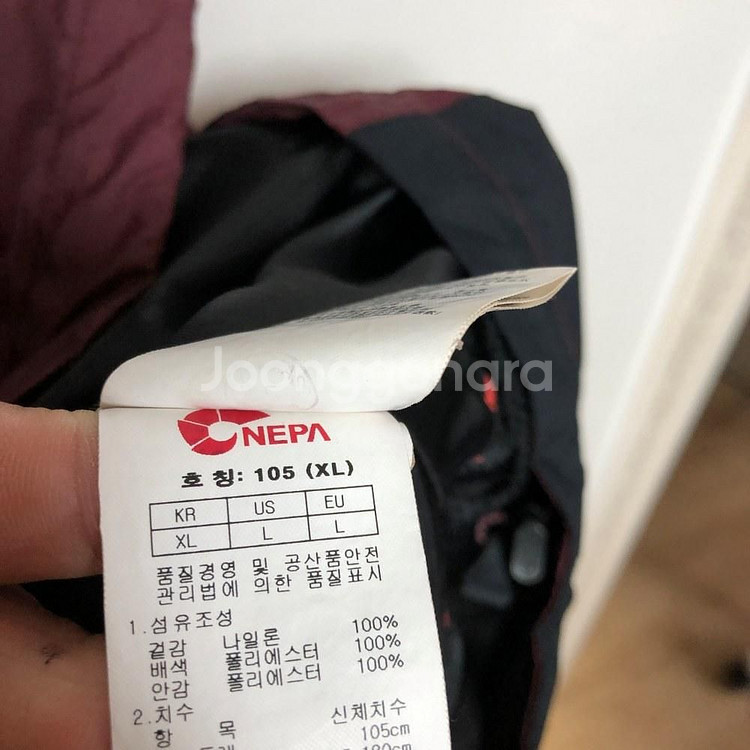 Joonggonara
NEPA
호 칭: 105 (XL)
KR US EU
XL L L
품질경영 및 공산품안전
관리법에 의한 품질표시
1.섬유조성
겉감 나일론 100%
배색 폴리에스터 100%
안감 폴리에스터 100%
2.치수
항 목 신체치수
105cm